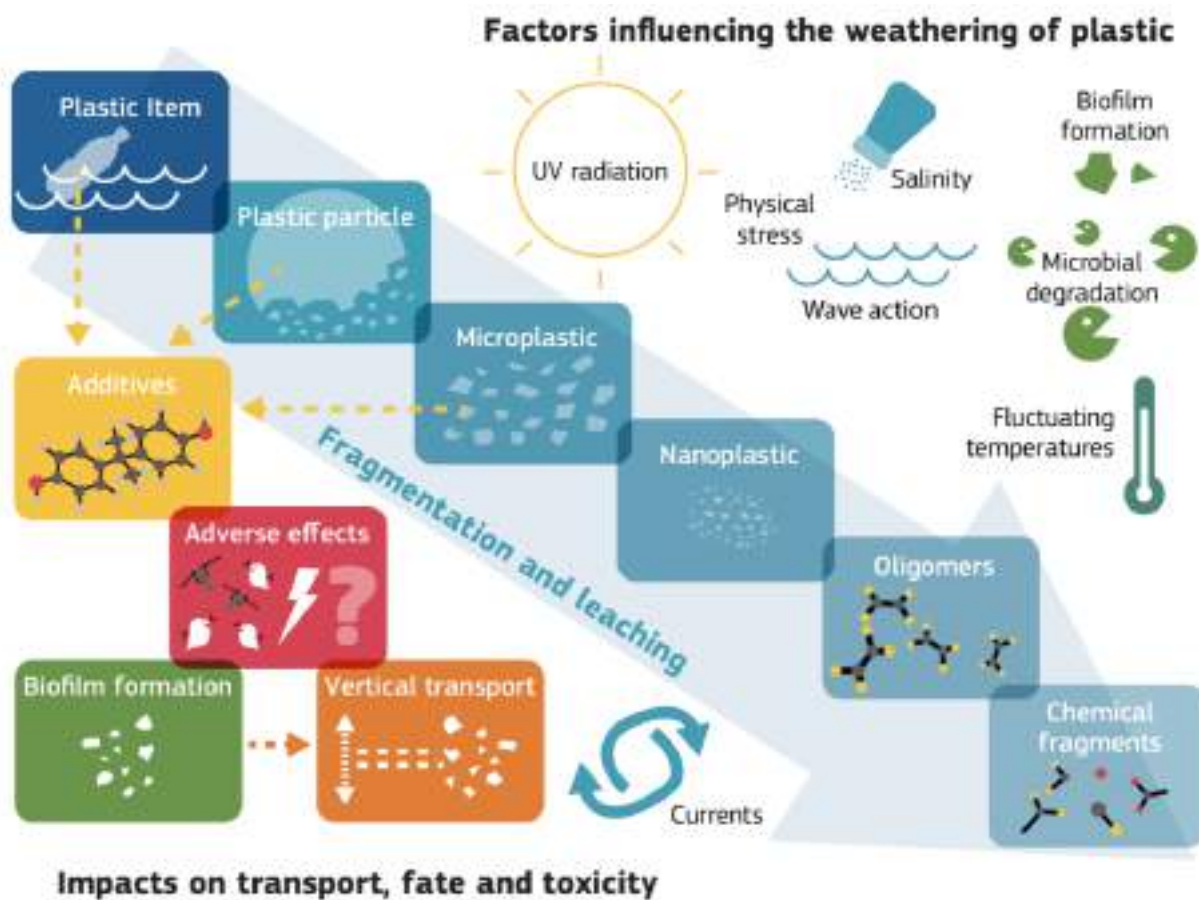 Factors influencing the weathering of plastic
Plastic Item
Plastic particle
Microplastic
Nanoplastic
Oligomers
Chemical
fragments
UV radiation
Salinity
Physical
stress
Wave action
Biofilm
formation
Microbial
degradation
Fluctuating
temperatures
Additives
Fragmentation and leaching
Adverse effects
?
Biofilm formation
Vertical transport
Currents
Impacts on transport, fate and toxicity